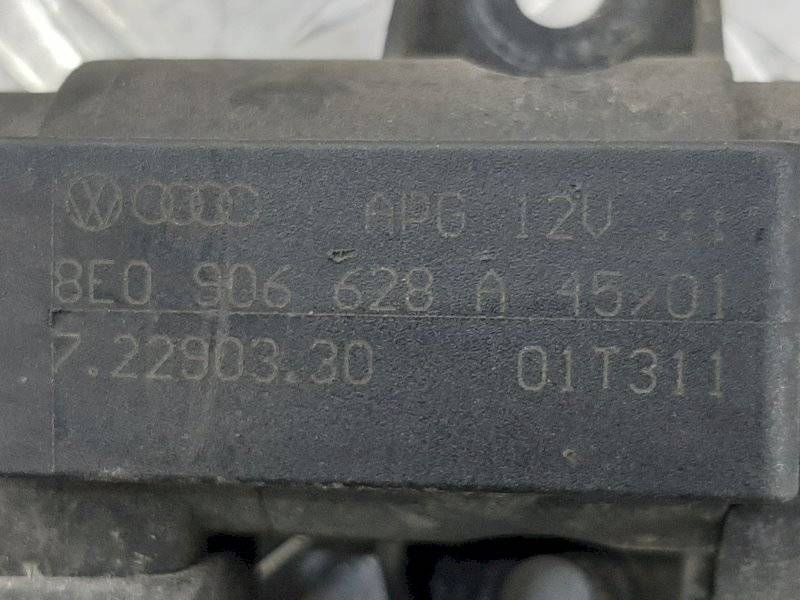 APG 12V
8E0 906 628 A 45/01
7.22903.30 01T311